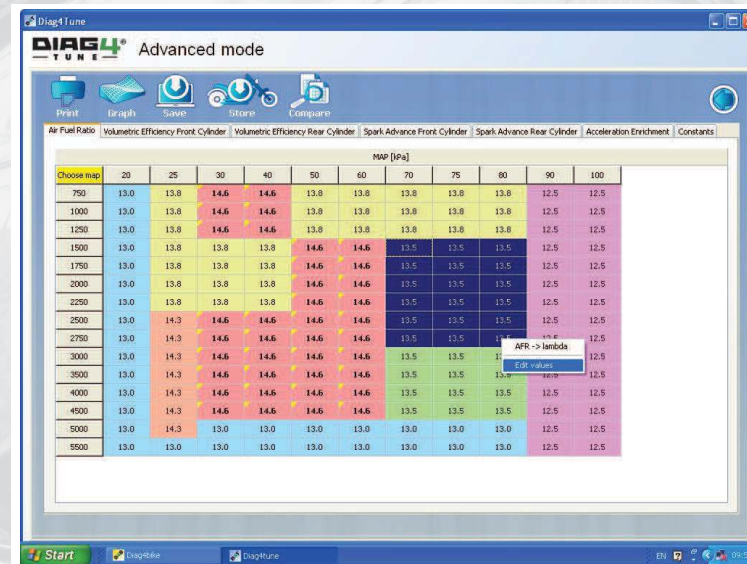 Diag4Tune
DIAG4®
TUNE
Advanced mode
Print Graph Save Store Compare
Air Fuel Ratio Volumetric Efficiency Front Cylinder Volumetric Efficiency Rear Cylinder Spark Advance Front Cylinder Spark Advance Rear Cylinder Acceleration Enrichment Constants
MAP [kPa]
Choose map 20 25 30 40 50 60 70 75 80 90 100
750 13.0 13.8 14.6 14.6 13.8 13.8 13.8 13.8 13.8 12.5 12.5
1000 13.0 13.8 14.6 14.6 13.8 13.8 13.8 13.8 13.8 12.5 12.5
1250 13.0 13.8 14.6 14.6 13.8 13.8 13.8 13.8 13.8 12.5 12.5
1500 13.0 13.8 13.8 13.8 14.6 14.6 13.5 13.5 13.5 12.5 12.5
1750 13.0 13.8 13.8 13.8 14.6 14.6 13.5 13.5 13.5 12.5 12.5
2000 13.0 13.8 13.8 13.8 14.6 14.6 13.5 13.5 13.5 12.5 12.5
2250 13.0 13.8 13.8 13.8 14.6 14.6 13.5 13.5 13.5 12.5 12.5
2500 13.0 14.3 14.6 14.6 14.6 14.6 13.5 13.5 13.5 12.5 12.5
2750 13.0 14.3 14.6 14.6 14.6 14.6 13.5 13.5 12.5
AFR -> lambda
3000 13.0 14.3 14.6 14.6 14.6 14.6 13.5 13.5 12.5
Edit values
3500 13.0 14.3 14.6 14.6 14.6 14.6 13.5 13.5 12.5
4000 13.0 14.3 14.6 14.6 14.6 14.6 13.5 13.5 13.5 12.5 12.5
4500 13.0 14.3 14.6 14.6 14.6 14.6 13.5 13.5 13.5 12.5 12.5
5000 13.0 14.3 13.0 13.0 13.0 13.0 13.0 13.0 13.0 12.5 12.5
5500 13.0 13.0 13.0 13.0 13.0 13.0 13.0 13.0 13.0 12.5 12.5
Start Diag4bike Diag4tune EN